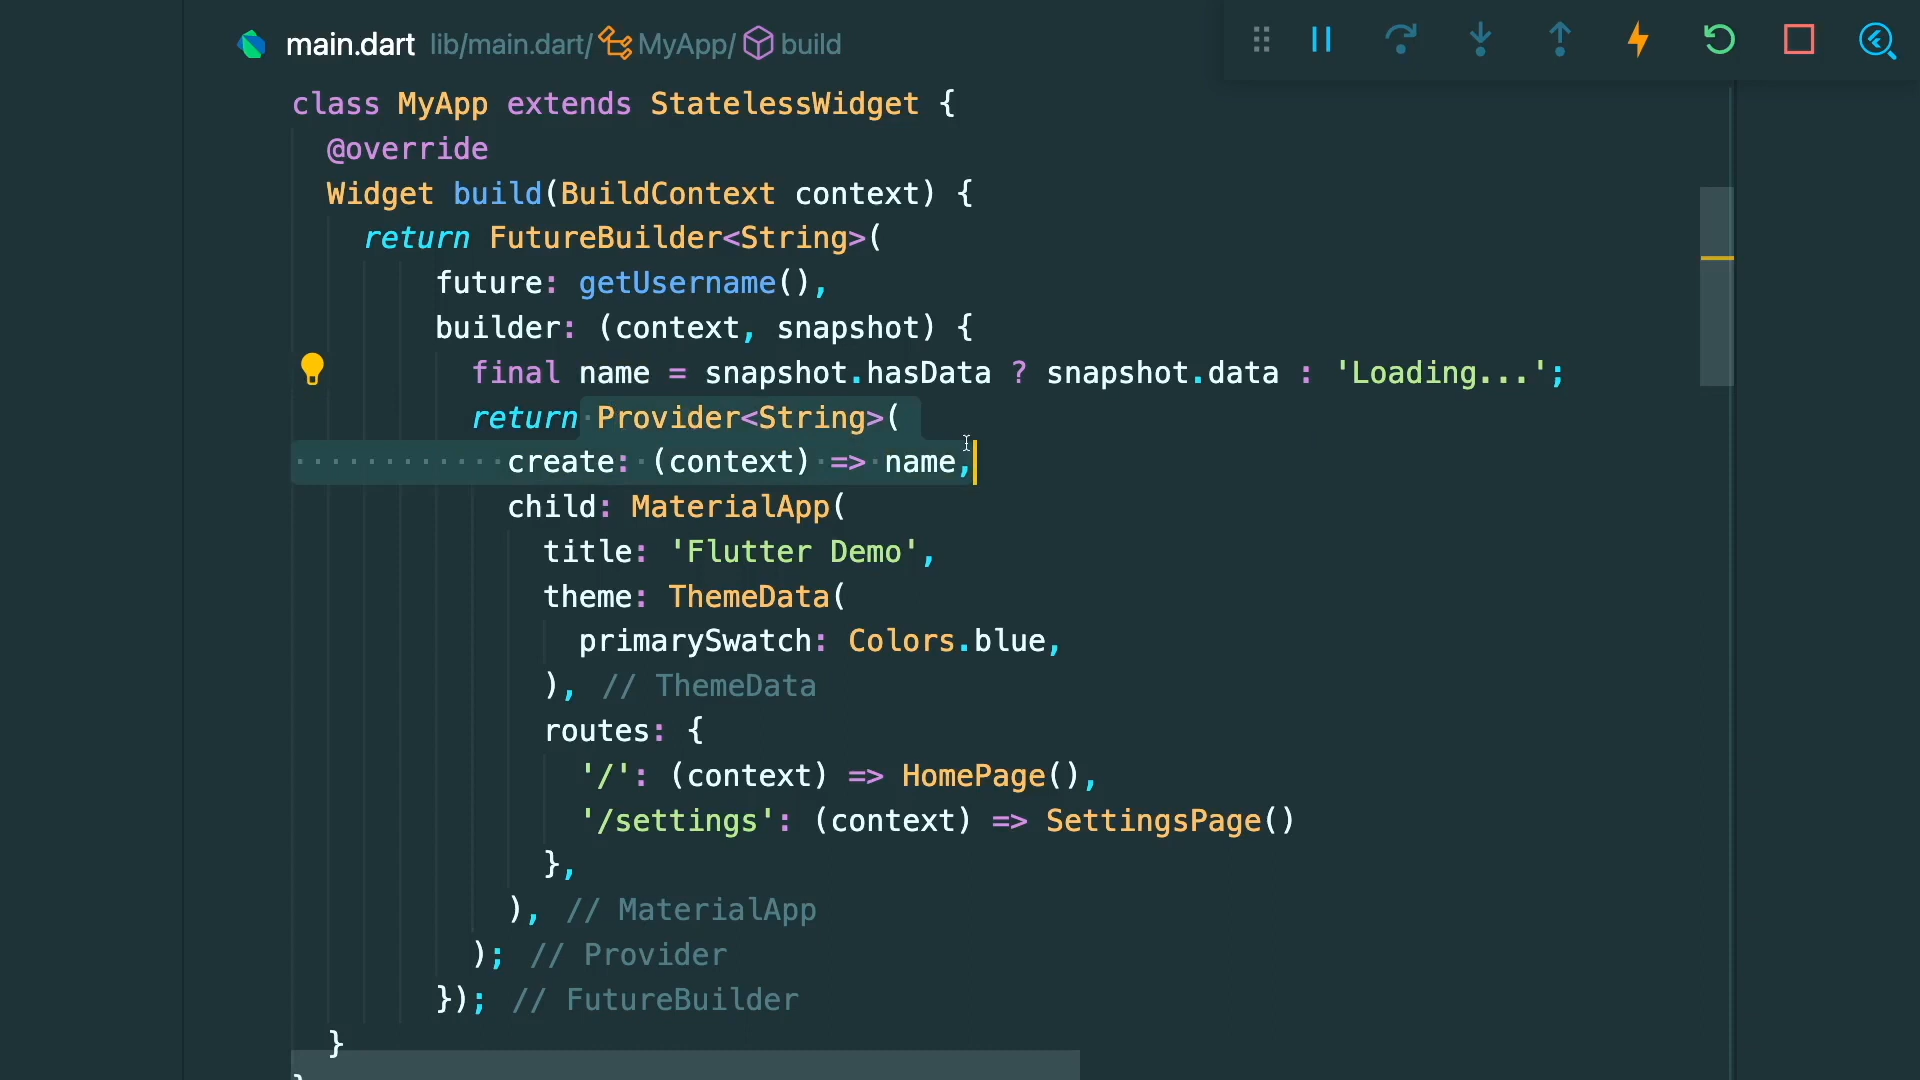 main.dart lib/main.dart/ MyApp/ build
class MyApp extends StatelessWidget {
@override
Widget build(BuildContext context) {
return FutureBuilder<String>(
future: getUsername(),
builder: (context, snapshot) {
final name = snapshot.hasData ? snapshot.data : 'Loading...';
return Provider<String>(
create: (context) => name,
child: MaterialApp(
title: 'Flutter Demo',
theme: ThemeData(
primarySwatch: Colors.blue,
), // ThemeData
routes: {
'/': (context) => HomePage(),
'/settings': (context) => SettingsPage()
},
), // MaterialApp
); // Provider
}); // FutureBuilder
}
}